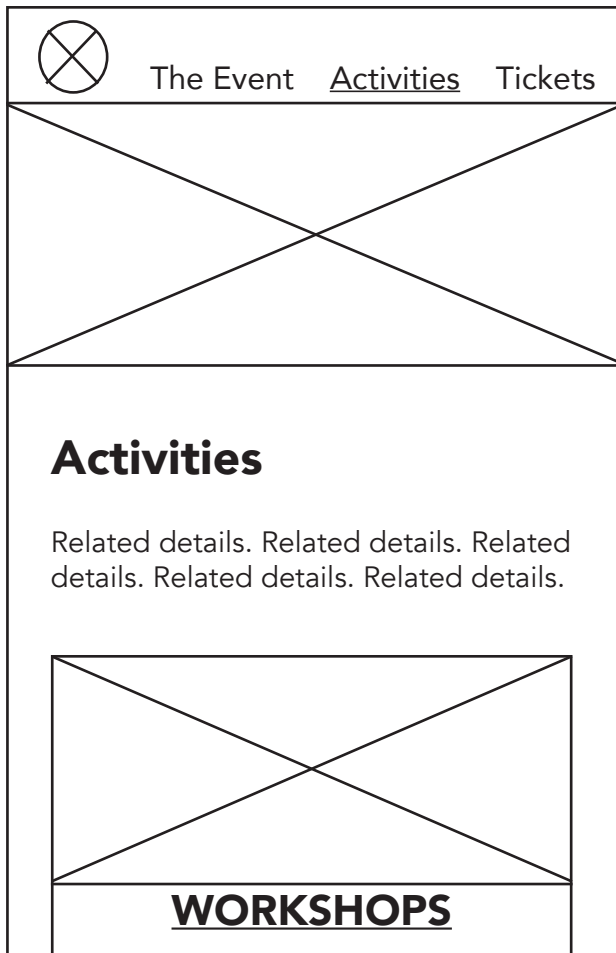 The Event Activities Tickets
Activities
Related details. Related details. Related
details. Related details. Related details.
WORKSHOPS